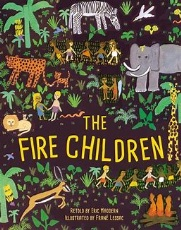 THE
FIRE CHILDREN
RETOLD BY ERIC MADDERN
ILLUSTRATED BY FRANÉ LESSAC